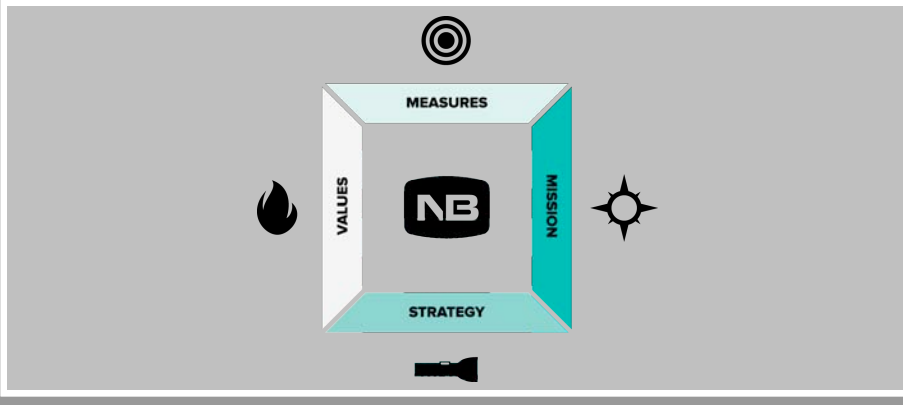 MEASURES
VALUES
NB
MISSION
STRATEGY